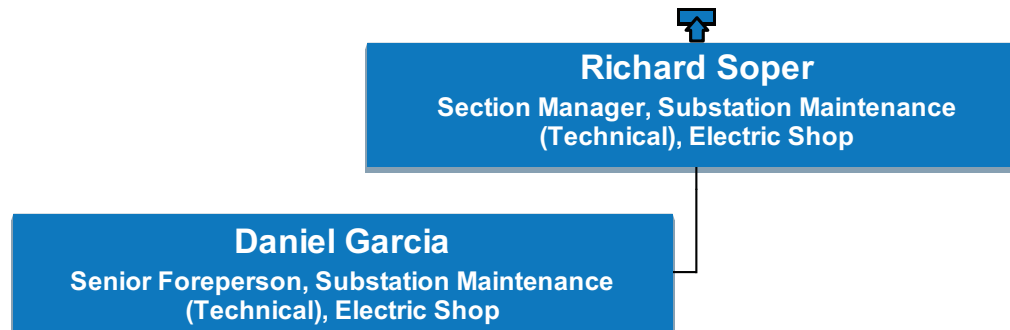 Richard Soper
Section Manager, Substation Maintenance
(Technical), Electric Shop
Daniel Garcia
Senior Foreperson, Substation Maintenance
(Technical), Electric Shop